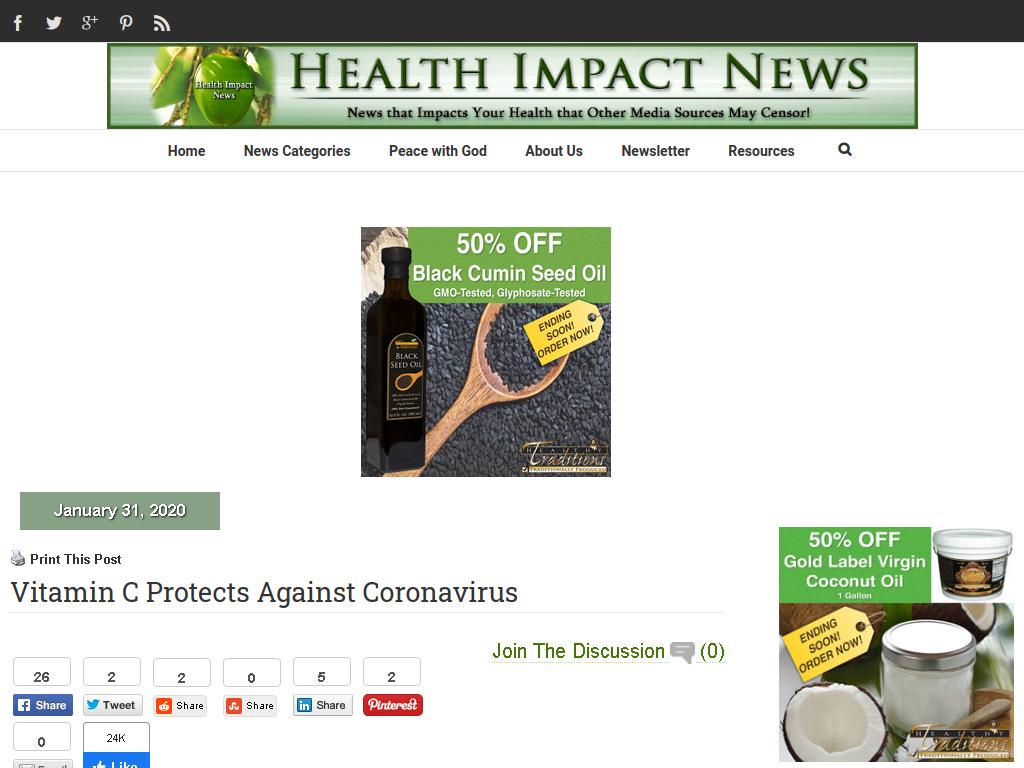 Health Impact News
Health Impact
News
News that Impacts Your Health that Other Media Sources May Censor!
Home News Categories Peace with God About Us Newsletter Resources
50% OFF
Black Cumin Seed Oil
GMO-Tested, Glyphosate-Tested
ENDING
SOON!
ORDER NOW!
BLACK
SEED OIL
HEALTHY
Traditions
TRADITIONALLY PRODUCED
January 31, 2020
Print This Post
Vitamin C Protects Against Coronavirus
Join The Discussion (0)
26 2 2 0 5 2
Share Tweet Share Share Share Pinterest
0 24K
Email Like
50% OFF
Gold Label Virgin
Coconut Oil
1 Gallon
ENDING
SOON!
ORDER NOW!
HEALTHY
Traditions
TRADITIONALLY PRODUCED